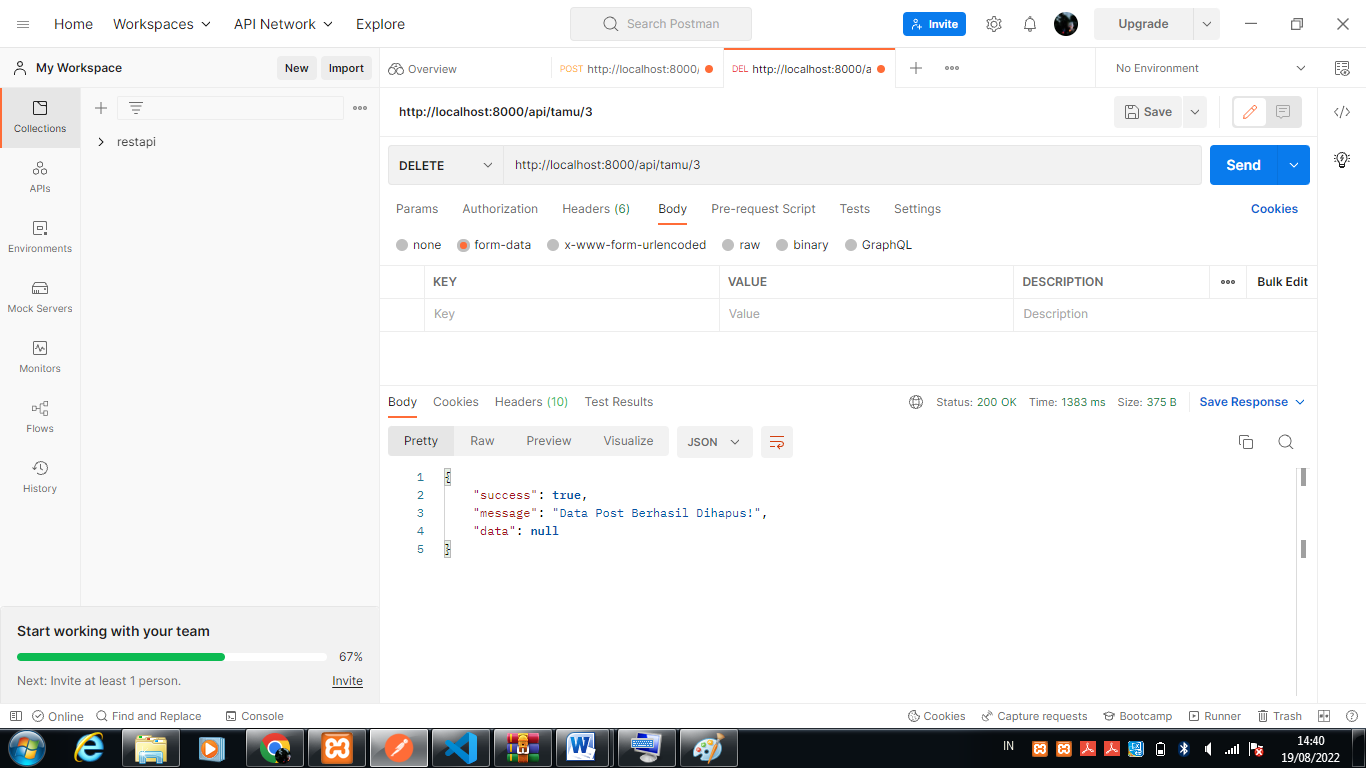 Home Workspaces API Network Explore Search Postman Invite Upgrade
My Workspace New Import Overview POST http://localhost:8000/ DEL http://localhost:8000/a No Environment
Collections
restapi
APIs
Environments
Mock Servers
Monitors
Flows
History
http://localhost:8000/api/tamu/3 Save
DELETE http://localhost:8000/api/tamu/3 Send
Params Authorization Headers (6) Body Pre-request Script Tests Settings Cookies
none form-data x-www-form-urlencoded raw binary GraphQL
KEY VALUE DESCRIPTION Bulk Edit
Key Value Description
Body Cookies Headers (10) Test Results Status: 200 OK Time: 1383 ms Size: 375 B Save Response
Pretty Raw Preview Visualize JSON
1 {
2 "success": true,
3 "message": "Data Post Berhasil Dihapus!",
4 "data": null
5 }
Start working with your team
67%
Next: Invite at least 1 person. Invite
Online Find and Replace Console Cookies Capture requests Bootcamp Runner Trash
IN 14:40
19/08/2022